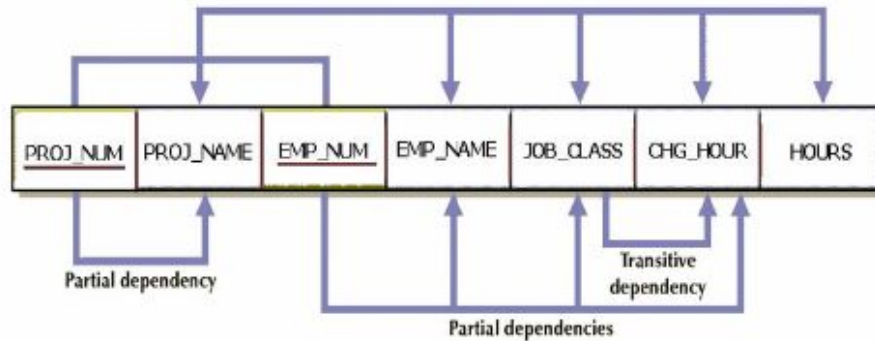 PROJ_NUM PROJ_NAME EMP_NUM EMP_NAME JOB_CLASS CHG_HOUR HOURS
Partial dependency
Transitive
dependency
Partial dependencies